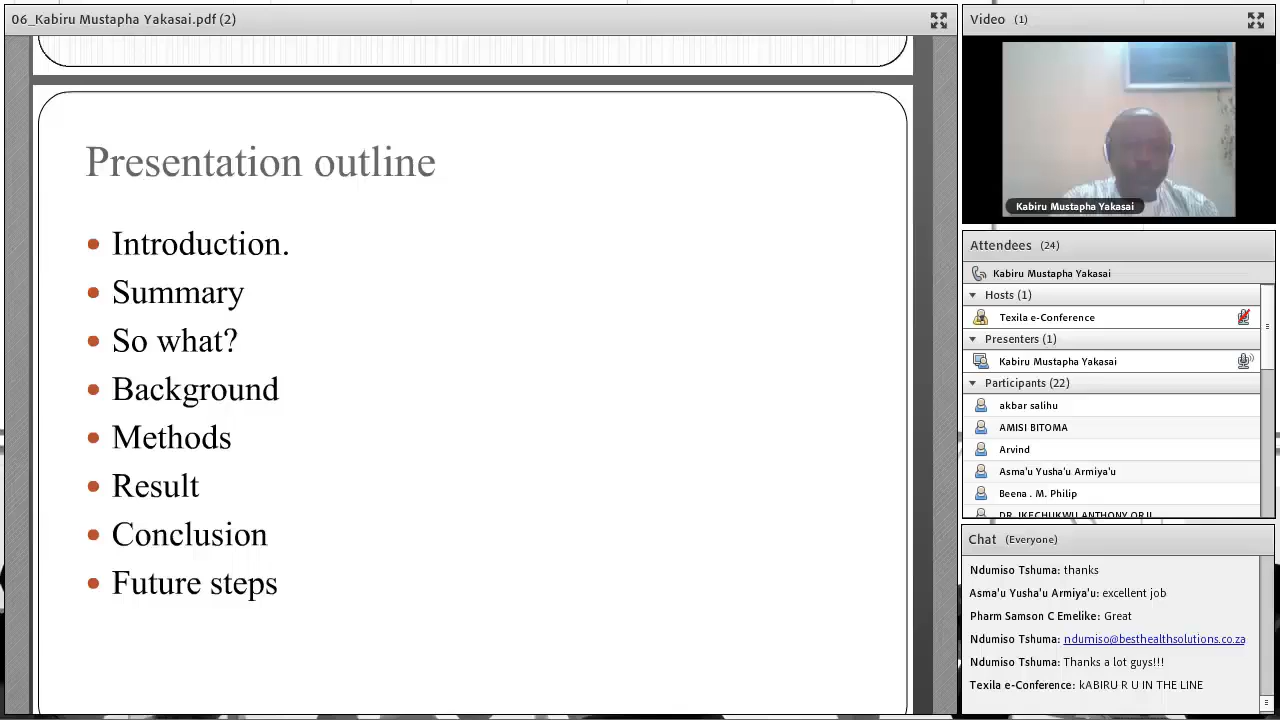 06_Kabiru Mustapha Yakasai.pdf (2)
Presentation outline
Introduction.
Summary
So what?
Background
Methods
Result
Conclusion
Future steps
Video (1)
Kabiru Mustapha Yakasai
Attendees (24)
Kabiru Mustapha Yakasai
Hosts (1)
Texila e-Conference
Presenters (1)
Kabiru Mustapha Yakasai
Participants (22)
akbar salihu
AMISI BITOMA
Arvind
Asma'u Yusha'u Armiya'u
Beena . M. Philip
DR. IKECHUKWU ANTHONY ORJI
Chat (Everyone)
Ndumiso Tshuma: thanks
Asma'u Yusha'u Armiya'u: excellent job
Pharm Samson C Emelike: Great
Ndumiso Tshuma: ndumiso@besthealthsolutions.co.za
Ndumiso Tshuma: Thanks a lot guys!!!
Texila e-Conference: kABIRU R U IN THE LINE